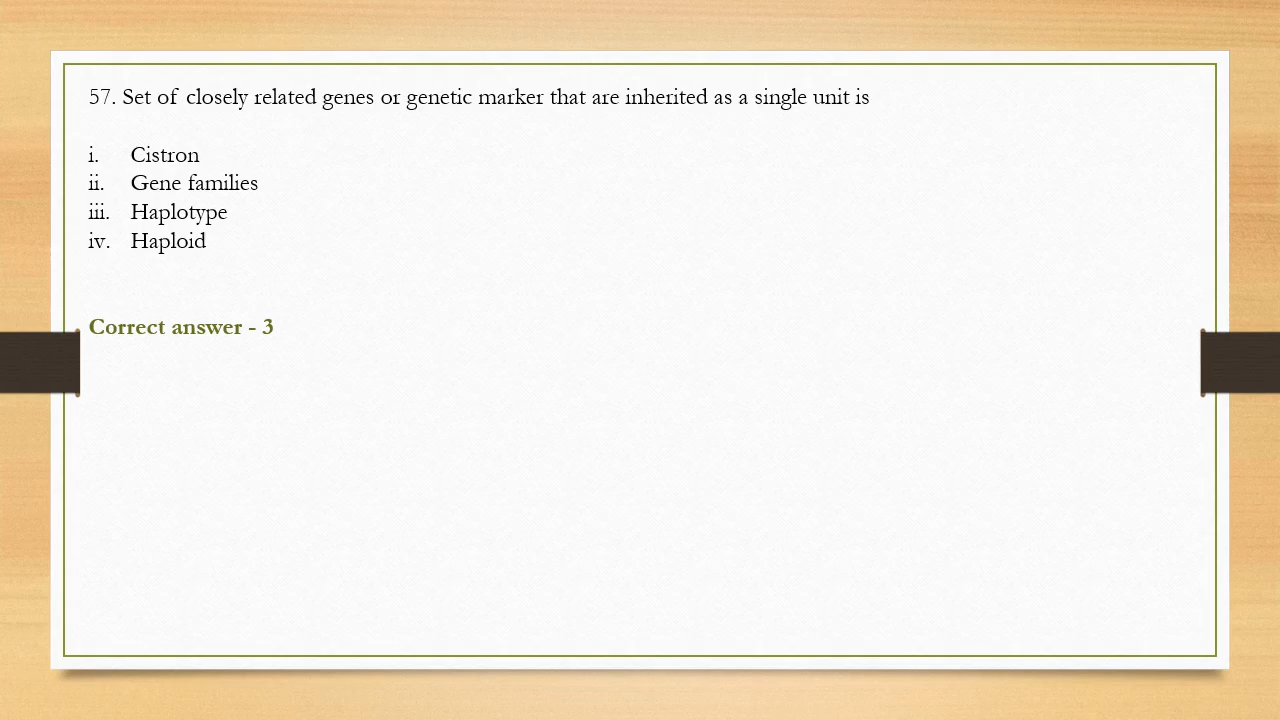 57. Set of closely related genes or genetic marker that are inherited as a single unit is
i. Cistron
ii. Gene families
iii. Haplotype
iv. Haploid
Correct answer - 3